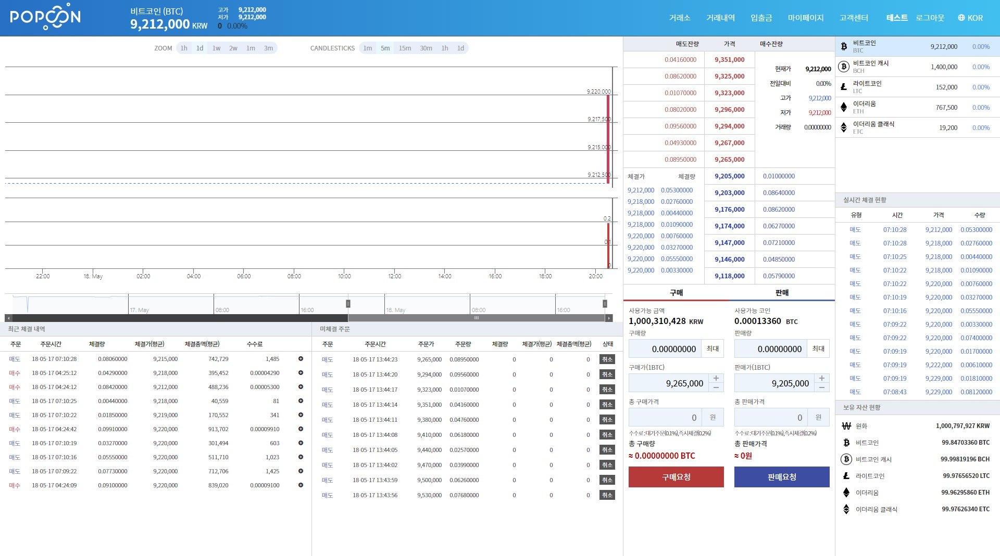 POPCOON
비트코인 (BTC)
9,212,000 KRW
고가 9,212,000
저가 9,212,000
0 0.00%
거래소 거래내역 입출금 마이페이지 고객센터 테스트 로그아웃 KOR
ZOOM 1h 1d 1w 2w 1m 3m CANDLESTICKS 1m 5m 15m 30m 1h 1d
9,220,000
9,217,500
9,215,000
9,212,500
0.2
0.1
0
22:00 18. May 02:00 04:00 06:00 08:00 10:00 12:00 14:00 16:00 18:00 20:00
17. May 08:00 16:00 18. May 08:00 16:00
최근 체결 내역
주문 주문시간 체결량 체결가(평균) 체결총액(평균) 수수료
매도 18-05-17 07:10:28 0.08060000 9,215,000 742,729 1,485
매수 18-05-17 04:25:12 0.04290000 9,218,000 395,452 0.00004290
매수 18-05-17 04:24:12 0.08420000 9,212,000 488,236 0.00005300
매도 18-05-17 07:10:25 0.00440000 9,218,000 40,559 81
매도 18-05-17 07:10:22 0.01850000 9,219,000 170,552 341
매수 18-05-17 04:24:42 0.09910000 9,220,000 913,702 0.00009910
매도 18-05-17 07:10:19 0.03270000 9,220,000 301,494 603
매도 18-05-17 07:10:16 0.05550000 9,220,000 511,710 1,023
매도 18-05-17 07:09:22 0.07730000 9,220,000 712,706 1,425
매수 18-05-17 04:24:09 0.09100000 9,220,000 839,020 0.00009100
미체결 주문
주문 주문시간 주문가 주문량 체결량 체결가(평균) 체결총액(평균) 상태
매도 18-05-17 13:44:23 9,265,000 0.08950000 0 0 0 취소
매도 18-05-17 13:44:20 9,294,000 0.09560000 0 0 0 취소
매도 18-05-17 13:44:17 9,323,000 0.01070000 0 0 0 취소
매도 18-05-17 13:44:14 9,351,000 0.04160000 0 0 0 취소
매도 18-05-17 13:44:11 9,380,000 0.04760000 0 0 0 취소
매도 18-05-17 13:44:08 9,410,000 0.06180000 0 0 0 취소
매도 18-05-17 13:44:05 9,440,000 0.02570000 0 0 0 취소
매도 18-05-17 13:44:02 9,470,000 0.03990000 0 0 0 취소
매도 18-05-17 13:43:59 9,500,000 0.06260000 0 0 0 취소
매도 18-05-17 13:43:56 9,530,000 0.07680000 0 0 0 취소
매도잔량 가격 매수잔량
0.04160000 9,351,000
0.08620000 9,325,000
0.01070000 9,323,000
0.08020000 9,296,000
0.09560000 9,294,000
0.04930000 9,267,000
0.08950000 9,265,000
현재가 9,212,000
전일대비 0.00%
고가 9,212,000
저가 9,212,000
거래량 0.00000000
체결가 체결량
9,212,000 0.05300000
9,218,000 0.02760000
9,218,000 0.00440000
9,218,000 0.01090000
9,220,000 0.00760000
9,220,000 0.03270000
9,220,000 0.05550000
9,220,000 0.00330000
9,205,000 0.01000000
9,203,000 0.08640000
9,176,000 0.08620000
9,174,000 0.06270000
9,147,000 0.07210000
9,146,000 0.04850000
9,118,000 0.05790000
구매 판매
사용가능 금액
1,000,310,428 KRW
구매량
0.00000000 최대
구매가(1BTC)
9,265,000 + −
총 구매가격
0 원
수수료 : 대기주문(0.1%), 즉시체결(0.2%)
총 구매량
≈ 0.00000000 BTC
구매요청
사용가능 코인
0.00013360 BTC
판매량
0.00000000 최대
판매가(1BTC)
9,205,000 + −
총 판매가격
0 원
수수료 : 대기주문(0.1%), 즉시체결(0.2%)
총 판매가격
≈ 0원
판매요청
비트코인 9,212,000 0.00%
BTC
비트코인 캐시 1,400,000 0.00%
BCH
라이트코인 152,000 0.00%
LTC
이더리움 767,500 0.00%
ETH
이더리움 클래식 19,200 0.00%
ETC
실시간 체결 현황
유형 시간 가격 수량
매도 07:10:28 9,212,000 0.05300000
매도 07:10:28 9,218,000 0.02760000
매도 07:10:25 9,218,000 0.00440000
매도 07:10:22 9,218,000 0.01090000
매도 07:10:22 9,220,000 0.00760000
매도 07:10:19 9,220,000 0.03270000
매도 07:10:16 9,220,000 0.05550000
매도 07:09:22 9,220,000 0.00330000
매도 07:09:22 9,220,000 0.07400000
매도 07:09:19 9,220,000 0.01700000
매도 07:09:19 9,222,000 0.00610000
매도 07:09:19 9,229,000 0.01810000
매도 07:08:43 9,229,000 0.08120000
보유 자산 현황
원화 1,000,797,927 KRW
비트코인 99.84703360 BTC
비트코인 캐시 99.99819196 BCH
라이트코인 99.97656520 LTC
이더리움 99.96295860 ETH
이더리움 클래식 99.97626340 ETC